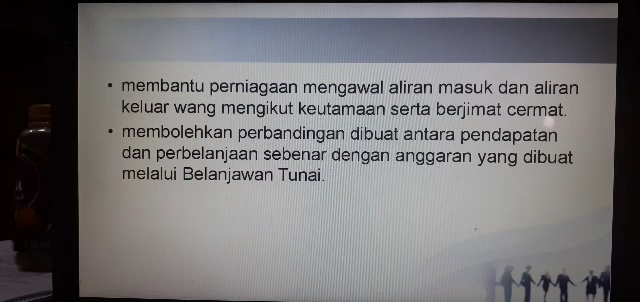 • membantu perniagaan mengawal aliran masuk dan aliran
keluar wang mengikut keutamaan serta berjimat cermat.
• membolehkan perbandingan dibuat antara pendapatan
dan perbelanjaan sebenar dengan anggaran yang dibuat
melalui Belanjawan Tunai.